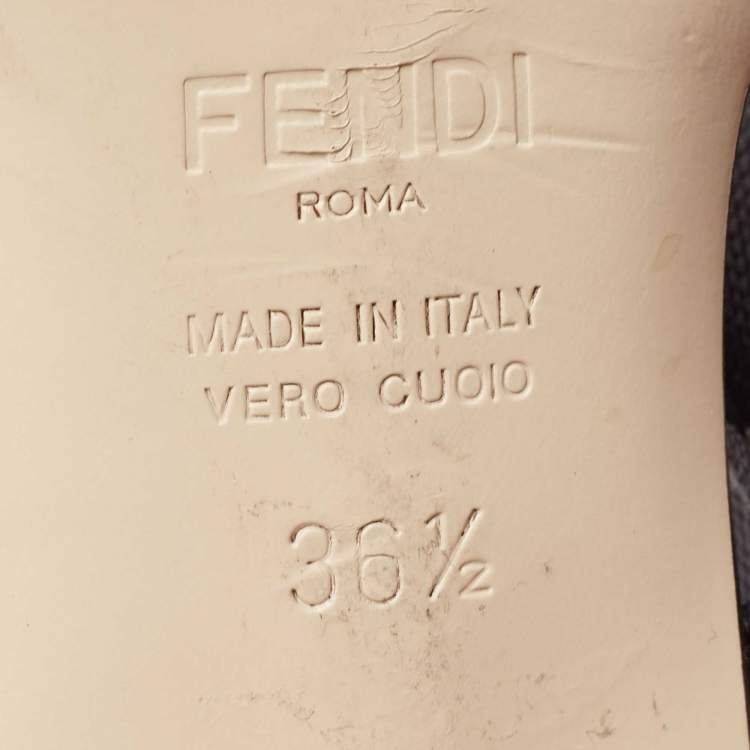 FENDI
ROMA
MADE IN ITALY
VERO CUOIO
36½